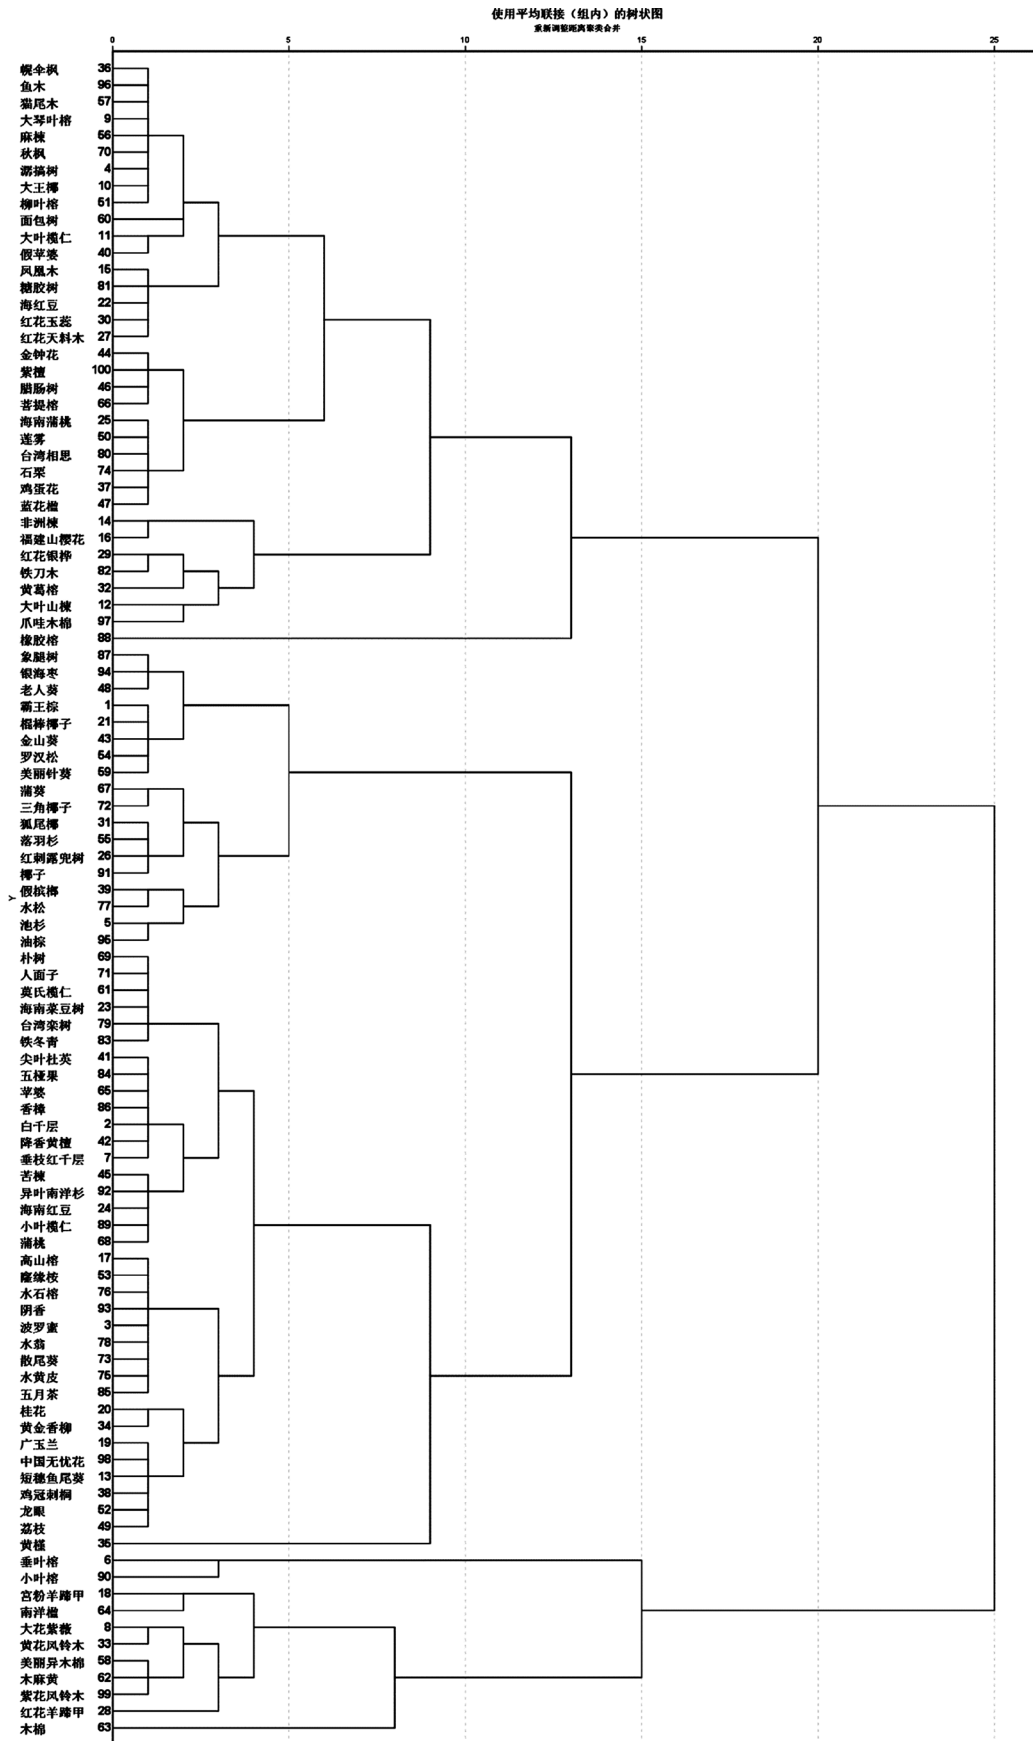 使用平均联接（组内）的树状图
重新调整距离聚类合并
0 5 10 15 20 25
幌伞枫 36
鱼木 96
猫尾木 57
大琴叶榕 9
麻楝 56
秋枫 70
潺槁树 4
大王椰 10
柳叶榕 51
面包树 60
大叶榄仁 11
假苹婆 40
凤凰木 15
糖胶树 81
海红豆 22
红花玉蕊 30
红花天料木 27
金钟花 44
紫檀 100
腊肠树 46
菩提榕 66
海南蒲桃 25
莲雾 50
台湾相思 80
石栗 74
鸡蛋花 37
蓝花楹 47
非洲楝 14
福建山樱花 16
红花银桦 29
铁刀木 82
黄葛榕 32
大叶山楝 12
爪哇木棉 97
橡胶榕 88
象腿树 87
银海枣 94
老人葵 48
霸王棕 1
棍棒椰子 21
金山葵 43
罗汉松 54
美丽针葵 59
蒲葵 67
三角椰子 72
狐尾椰 31
落羽杉 55
红刺露兜树 26
椰子 91
假槟榔 39
水松 77
Y
池杉 5
油棕 95
朴树 69
人面子 71
莫氏榄仁 61
海南菜豆树 23
台湾栾树 79
铁冬青 83
尖叶杜英 41
五桠果 84
苹婆 65
香樟 86
白千层 2
降香黄檀 42
垂枝红千层 7
苦楝 45
异叶南洋杉 92
海南红豆 24
小叶榄仁 89
蒲桃 68
高山榕 17
窿缘桉 53
水石榕 76
阴香 93
波罗蜜 3
水翁 78
散尾葵 73
水黄皮 75
五月茶 85
桂花 20
黄金香柳 34
广玉兰 19
中国无忧花 98
短穗鱼尾葵 13
鸡冠刺桐 38
龙眼 52
荔枝 49
黄槿 35
垂叶榕 6
小叶榕 90
宫粉羊蹄甲 18
南洋楹 64
大花紫薇 8
黄花风铃木 33
美丽异木棉 58
木麻黄 62
紫花风铃木 99
红花羊蹄甲 28
木棉 63